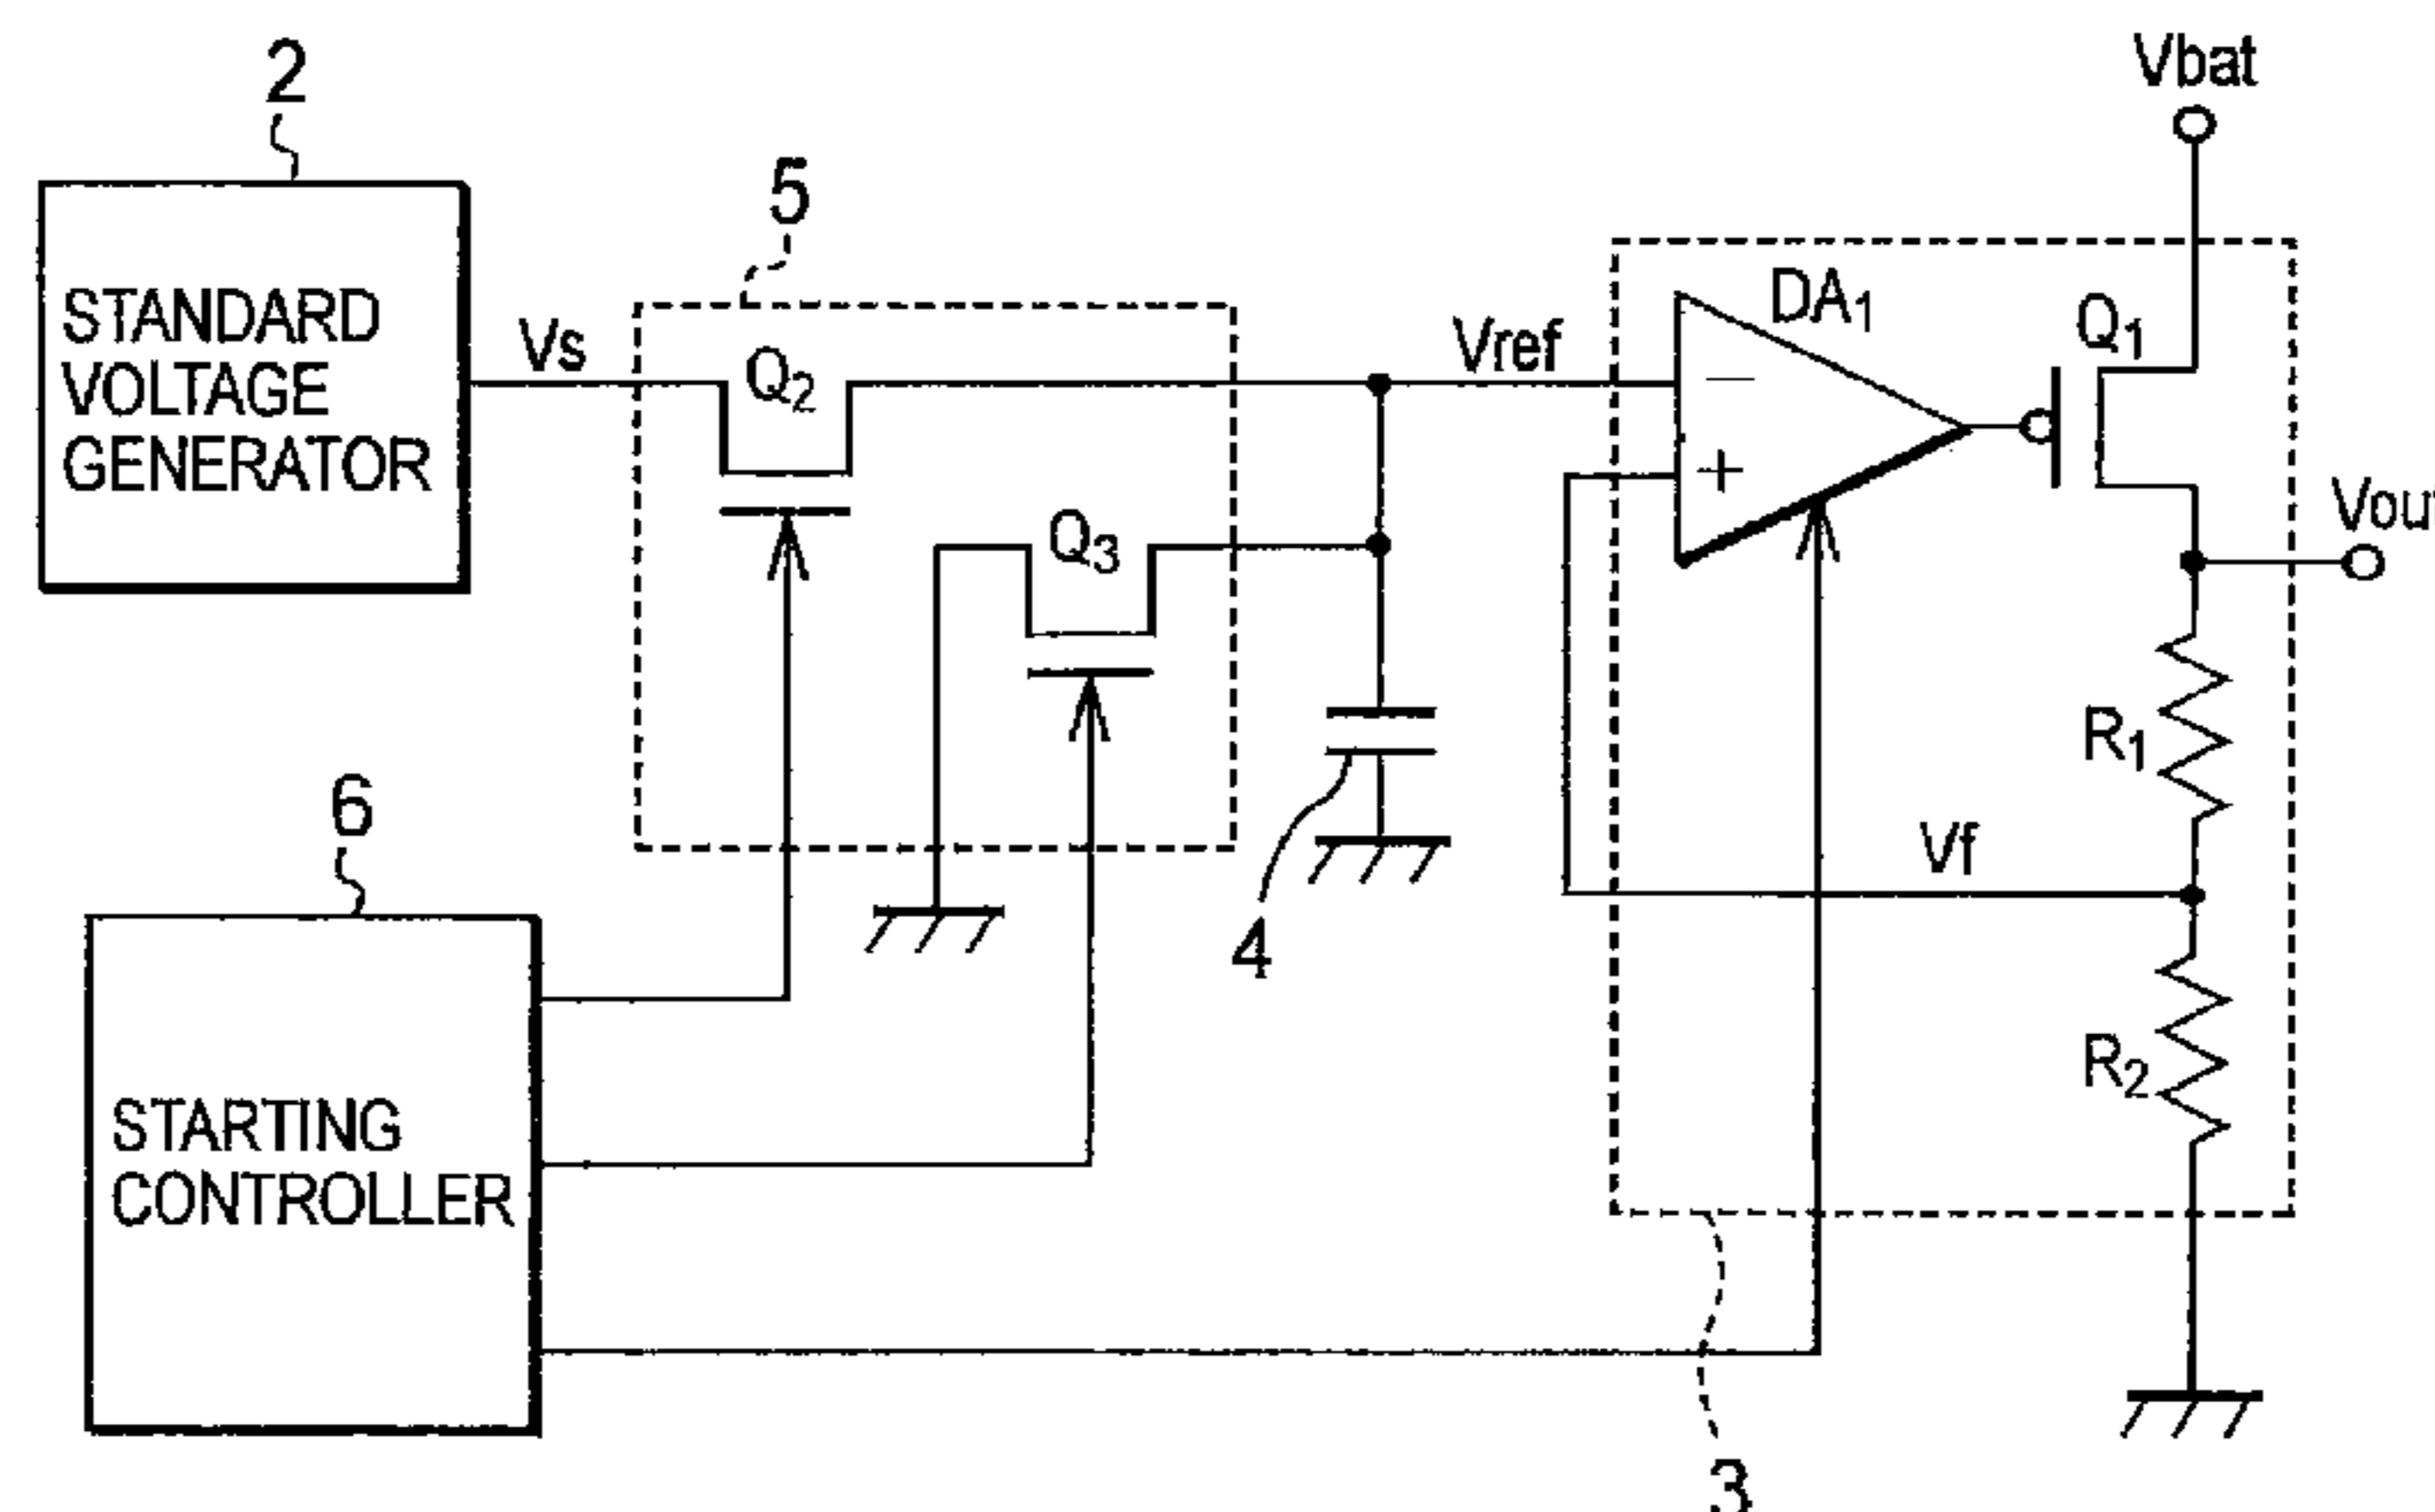 2
STANDARD
VOLTAGE
GENERATOR
Vs
5
Q2
Q3
Vref
4
DA1
−
+
Vbat
Q1
Vout
R1
Vf
R2
3
6
STARTING
CONTROLLER